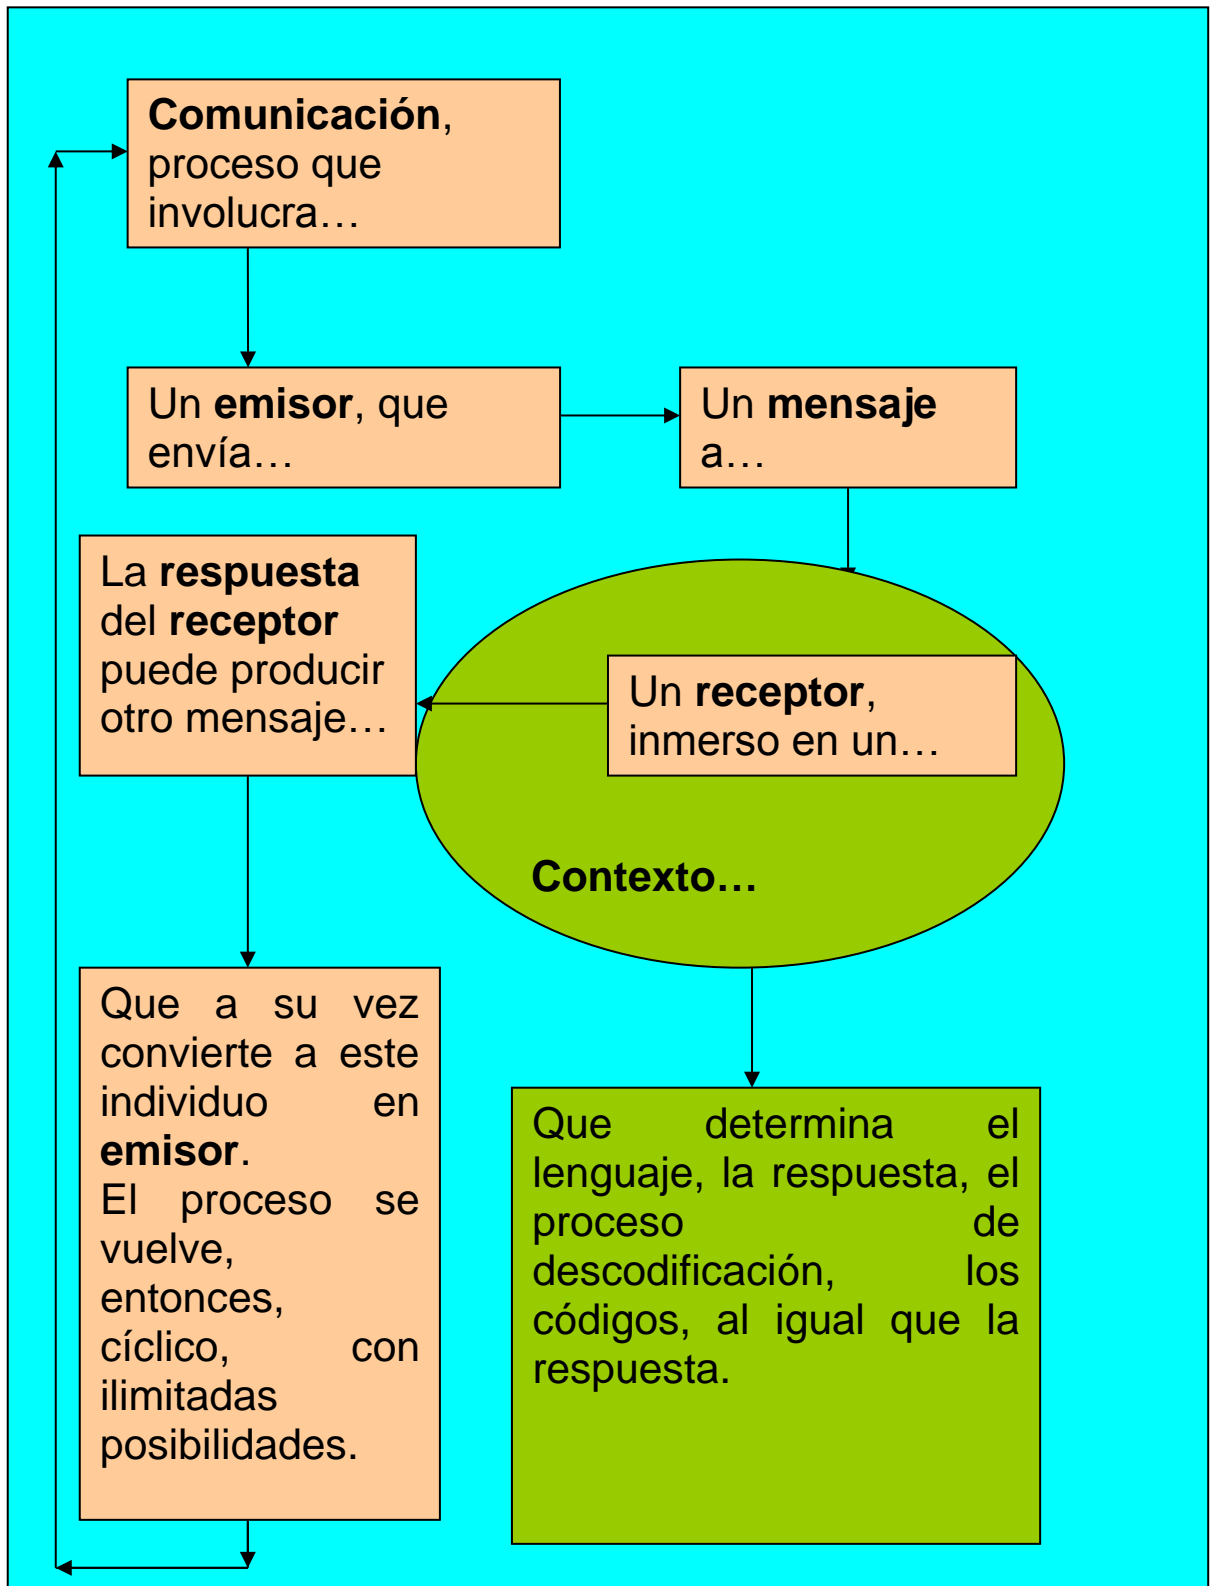 Comunicación,
proceso que
involucra…
Un emisor, que
envía…
Un mensaje
a…
La respuesta
del receptor
puede producir
otro mensaje…
Un receptor,
inmerso en un…
Contexto…
Que a su vez
convierte a este
individuo en
emisor.
El proceso se
vuelve,
entonces,
cíclico, con
ilimitadas
posibilidades.
Que determina el
lenguaje, la respuesta, el
proceso de
descodificación, los
códigos, al igual que la
respuesta.